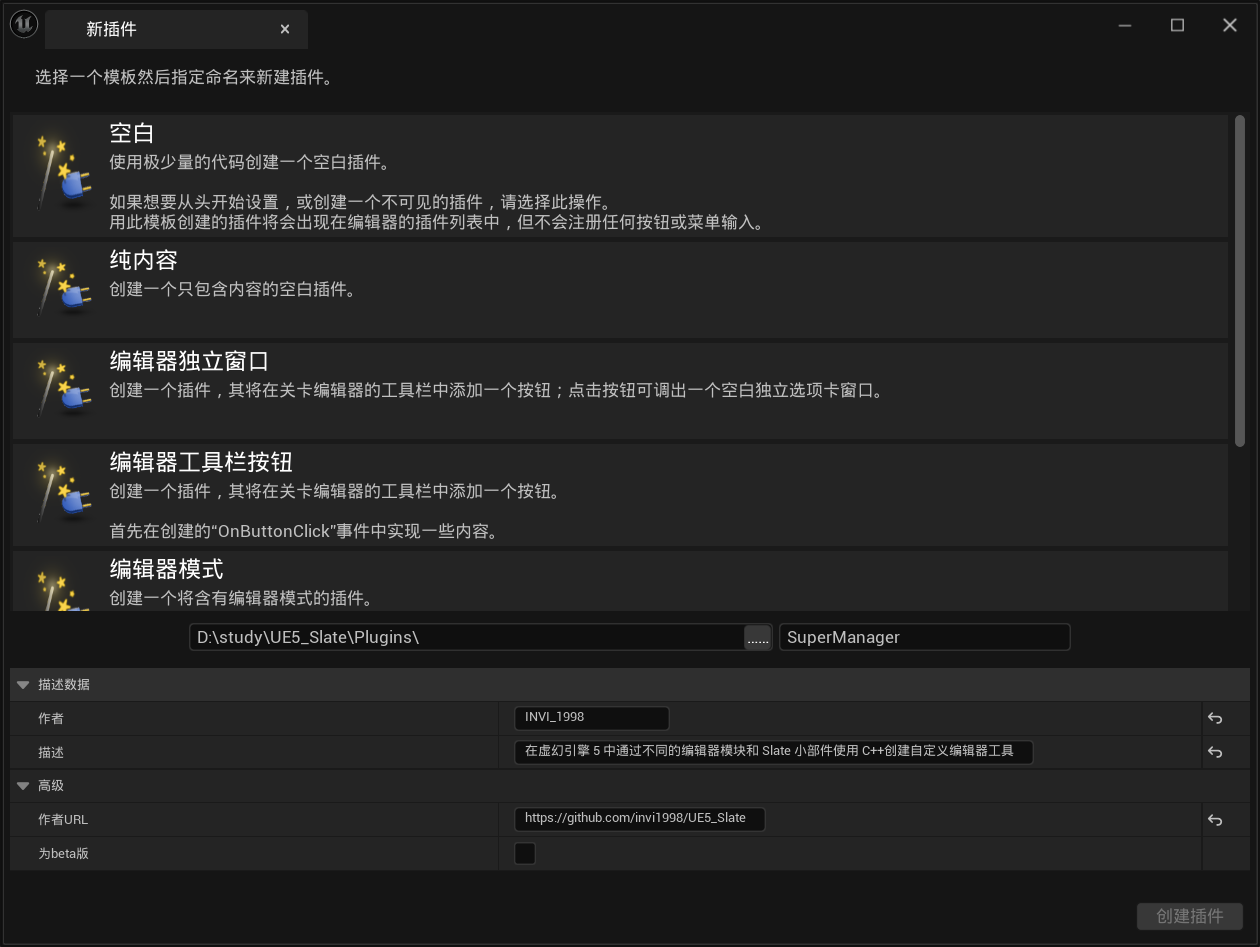 新插件
选择一个模板然后指定命名来新建插件。
空白
使用极少量的代码创建一个空白插件。
如果想要从头开始设置，或创建一个不可见的插件，请选择此操作。
用此模板创建的插件将会出现在编辑器的插件列表中，但不会注册任何按钮或菜单输入。
纯内容
创建一个只包含内容的空白插件。
编辑器独立窗口
创建一个插件，其将在关卡编辑器的工具栏中添加一个按钮；点击按钮可调出一个空白独立选项卡窗口。
编辑器工具栏按钮
创建一个插件，其将在关卡编辑器的工具栏中添加一个按钮。
首先在创建的“OnButtonClick”事件中实现一些内容。
编辑器模式
创建一个将含有编辑器模式的插件。
D:\study\UE5_Slate\Plugins\ ...... SuperManager
描述数据
作者 INVI_1998
描述 在虚幻引擎 5 中通过不同的编辑器模块和 Slate 小部件使用 C++创建自定义编辑器工具
高级
作者URL https://github.com/invi1998/UE5_Slate
为beta版
创建插件